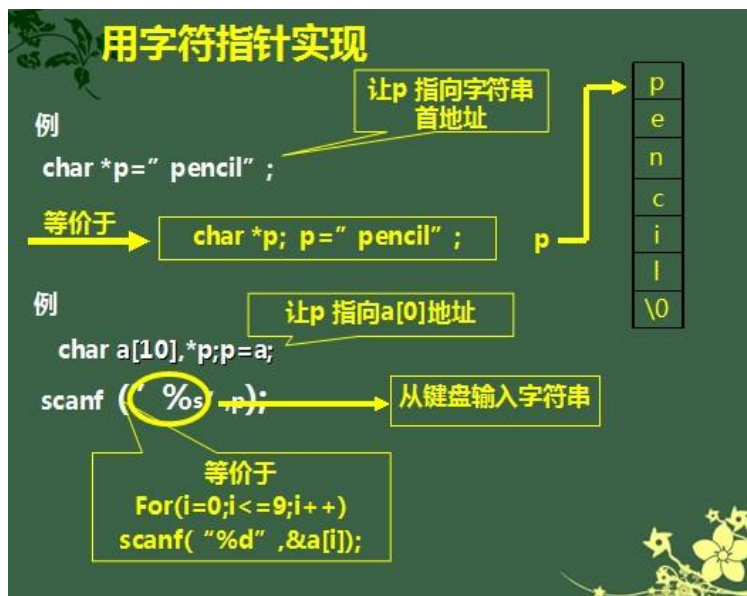 用字符指针实现
让p 指向字符串
首地址
例
char *p=” pencil” ;
等价于
char *p; p=” pencil” ;
p
p
e
n
c
i
l
\0
例
让p 指向a[0]地址
char a[10],*p;p=a;
scanf (” %s” ,p);
从键盘输入字符串
等价于
For(i=0;i<=9;i++)
scanf( “%d” ,&a[i]);